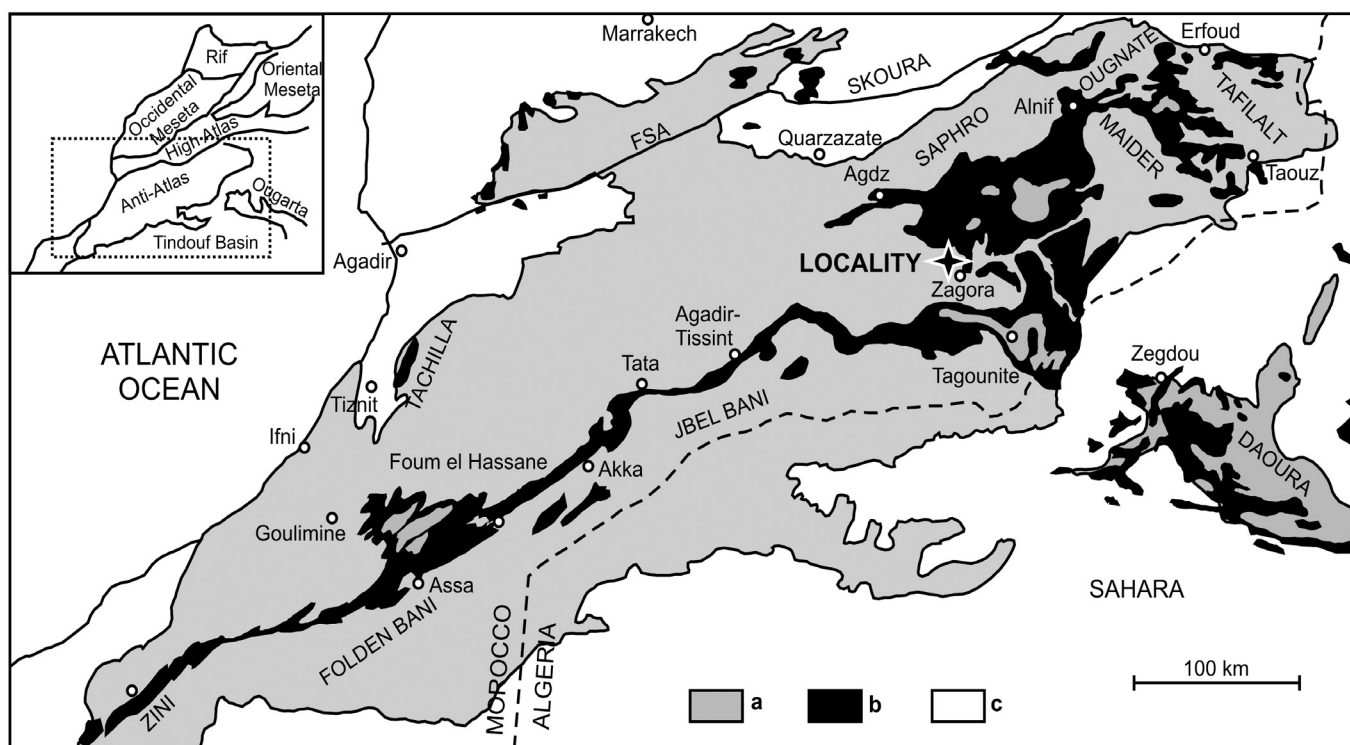 Rif
Oriental
Meseta
Occidental
Meseta
High-Atlas
Anti-Atlas
Ougarta
Tindouf Basin
Marrakech
SKOURA
OUGNATE
Erfoud
TAFILALT
Alnif
FSA
SAPHRO
MAIDER
Quarzazate
Taouz
Agdz
Agadir
LOCALITY
Zagora
ATLANTIC
OCEAN
Agadir-
Tissint
Zegdou
TACHILLA
Tata
Tagounite
Tiznit
JBEL BANI
Ifni
DAOURA
Foum el Hassane
Akka
Goulimine
Assa
SAHARA
FOLDEN BANI
MOROCCO
ALGERIA
ZINI
100 km
a
b
c